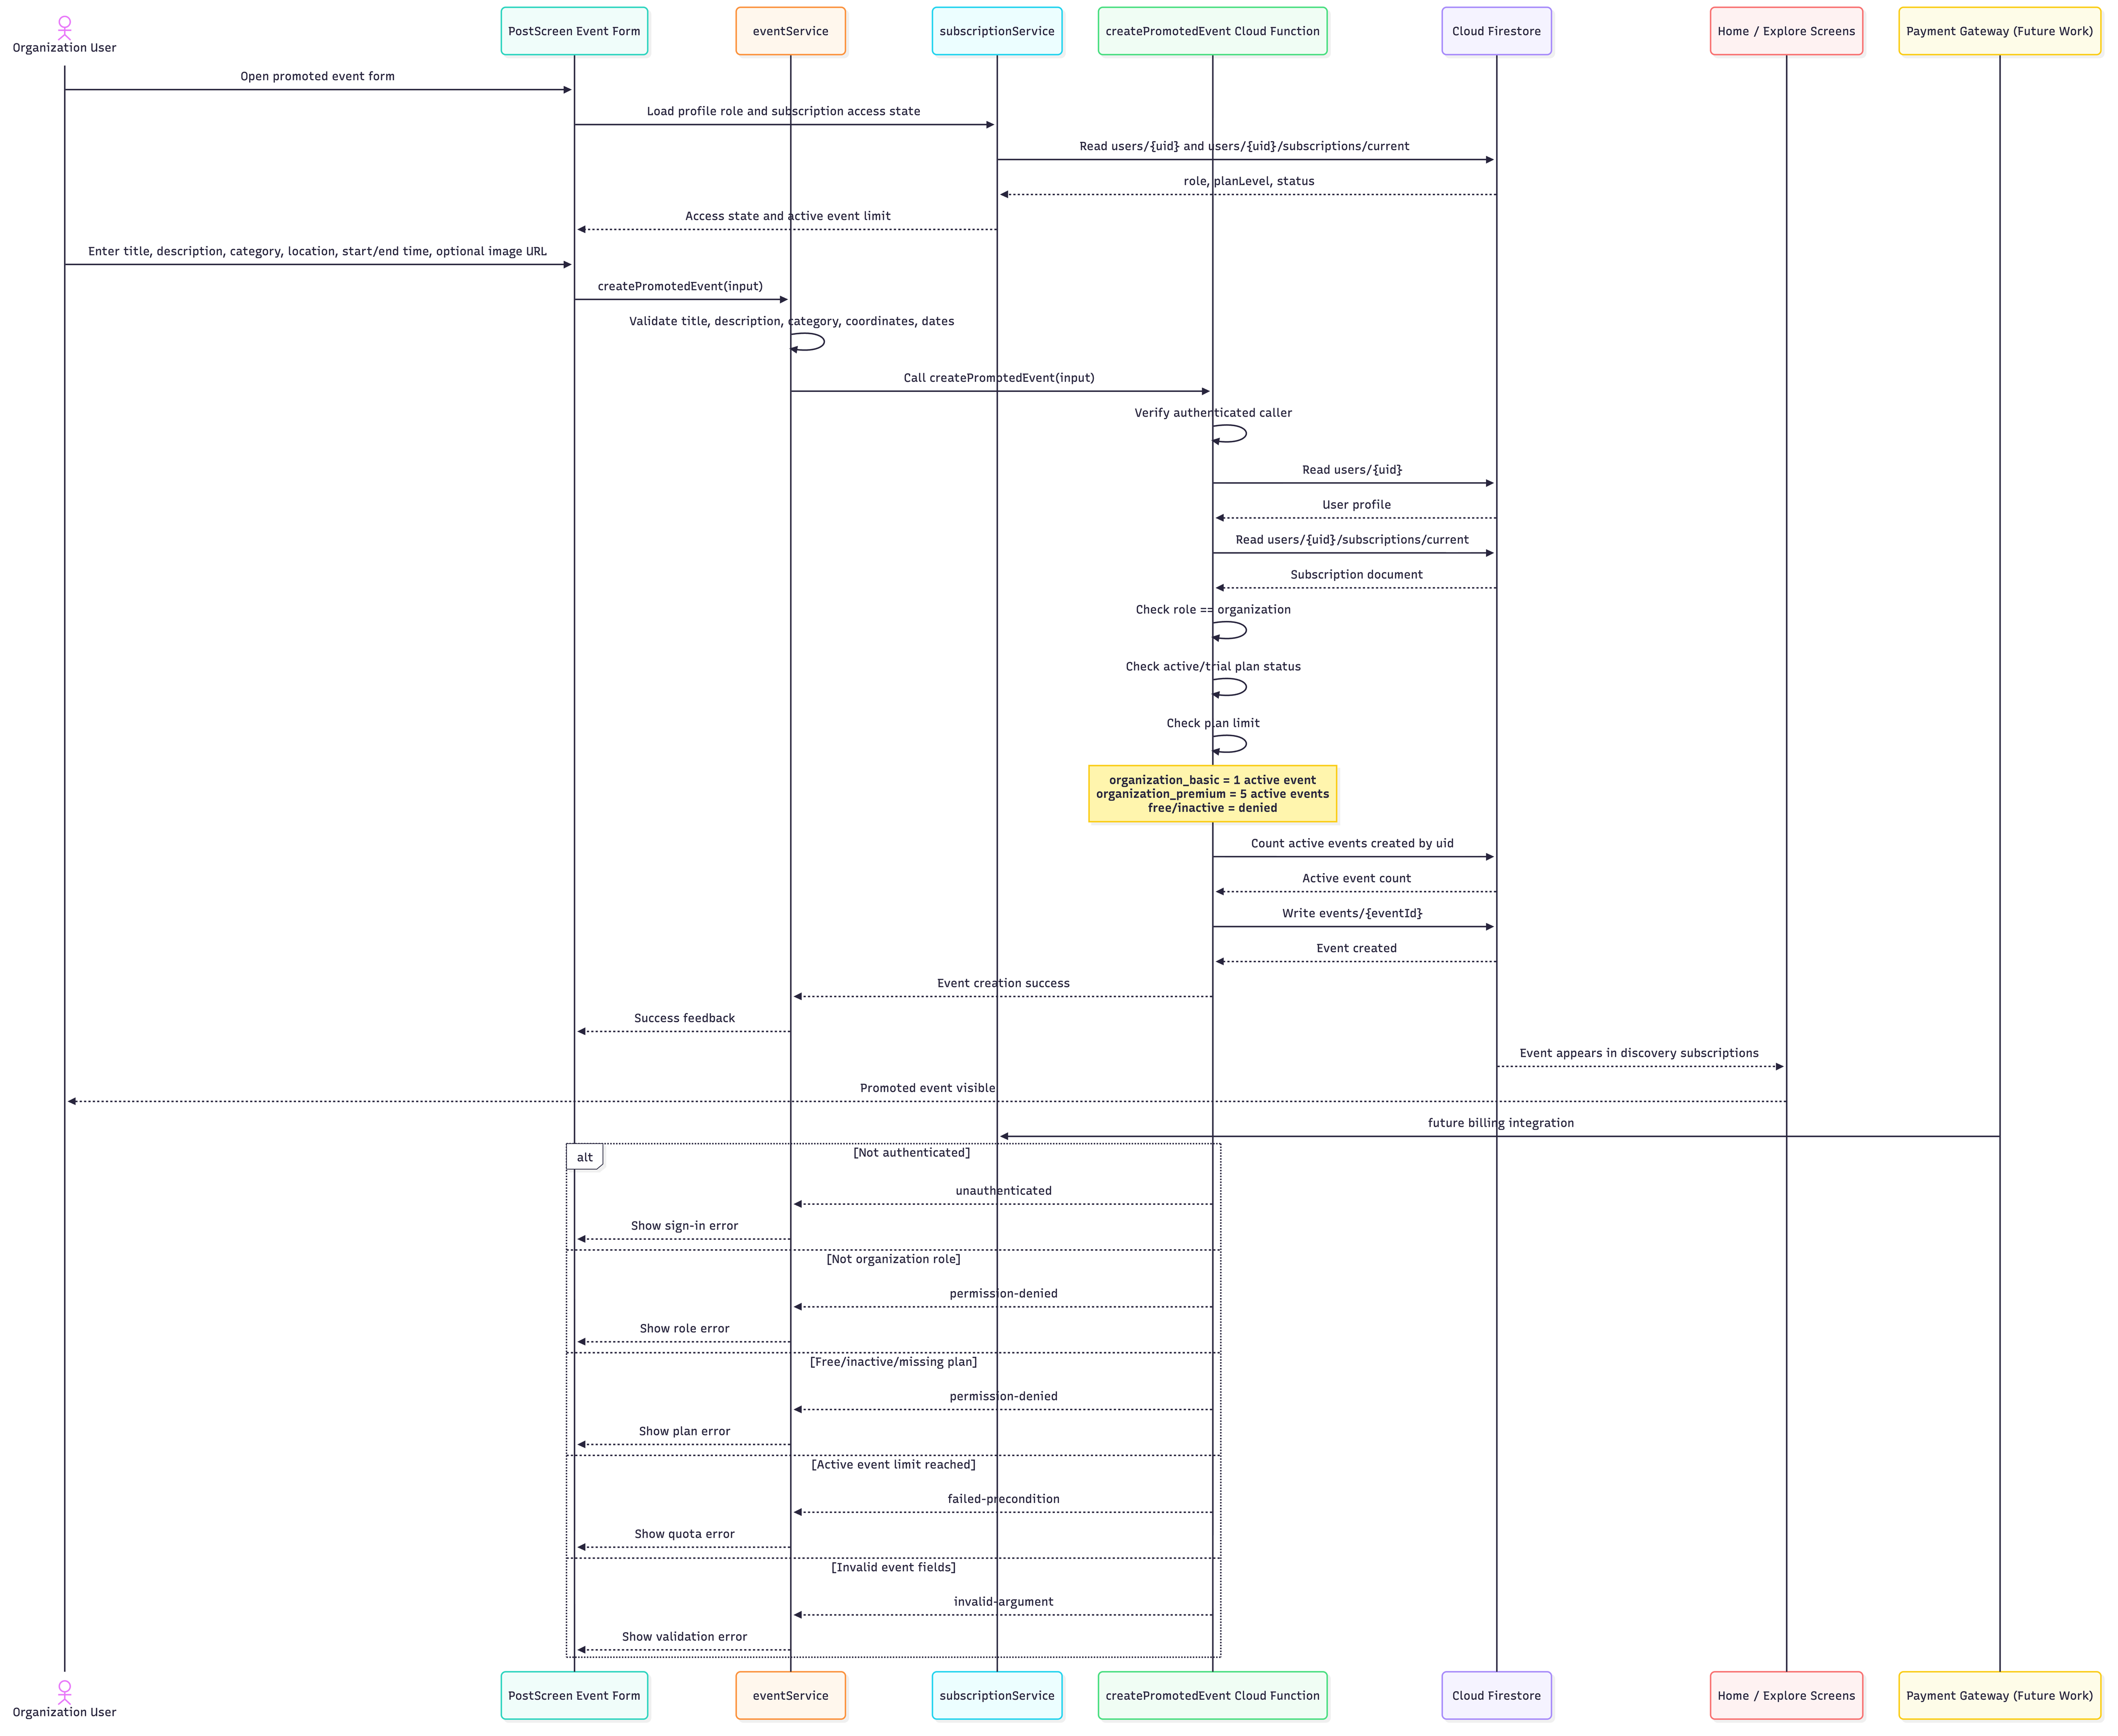 Organization User
PostScreen Event Form
eventService
subscriptionService
createPromotedEvent Cloud Function
Cloud Firestore
Home / Explore Screens
Payment Gateway (Future Work)
Open promoted event form
Load profile role and subscription access state
Read users/{uid} and users/{uid}/subscriptions/current
role, planLevel, status
Access state and active event limit
Enter title, description, category, location, start/end time, optional image URL
createPromotedEvent(input)
Validate title, description, category, coordinates, dates
Call createPromotedEvent(input)
Verify authenticated caller
Read users/{uid}
User profile
Read users/{uid}/subscriptions/current
Subscription document
Check role == organization
Check active/trial plan status
Check plan limit
organization_basic = 1 active event
organization_premium = 5 active events
free/inactive = denied
Count active events created by uid
Active event count
Write events/{eventId}
Event created
Event creation success
Success feedback
Event appears in discovery subscriptions
Promoted event visible
future billing integration
alt
[Not authenticated]
unauthenticated
Show sign-in error
[Not organization role]
permission-denied
Show role error
[Free/inactive/missing plan]
permission-denied
Show plan error
[Active event limit reached]
failed-precondition
Show quota error
[Invalid event fields]
invalid-argument
Show validation error
Organization User
PostScreen Event Form
eventService
subscriptionService
createPromotedEvent Cloud Function
Cloud Firestore
Home / Explore Screens
Payment Gateway (Future Work)